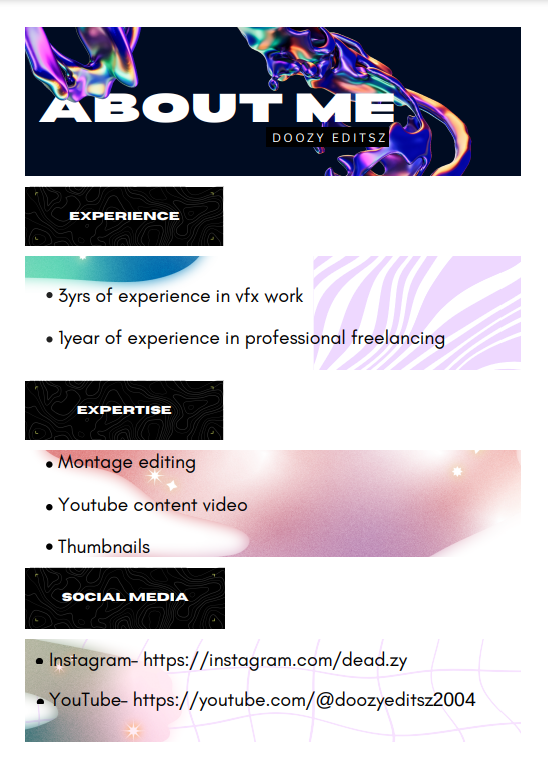 ABOUT ME
DOOZY EDITSZ
EXPERIENCE
• 3yrs of experience in vfx work
• 1year of experience in professional freelancing
EXPERTISE
• Montage editing
• Youtube content video
• Thumbnails
SOCIAL MEDIA
• Instagram- https://instagram.com/dead.zy
• YouTube- https://youtube.com/@doozyeditsz2004